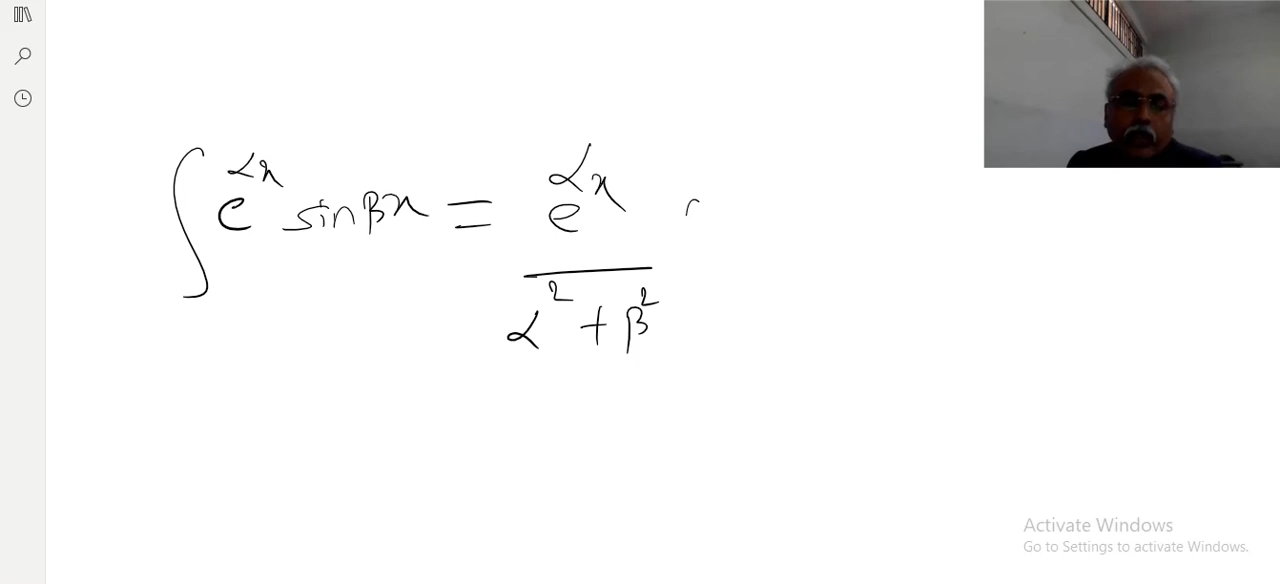 ∫ e^αx sinβx = e^αx / α² + β²
Activate Windows
Go to Settings to activate Windows.